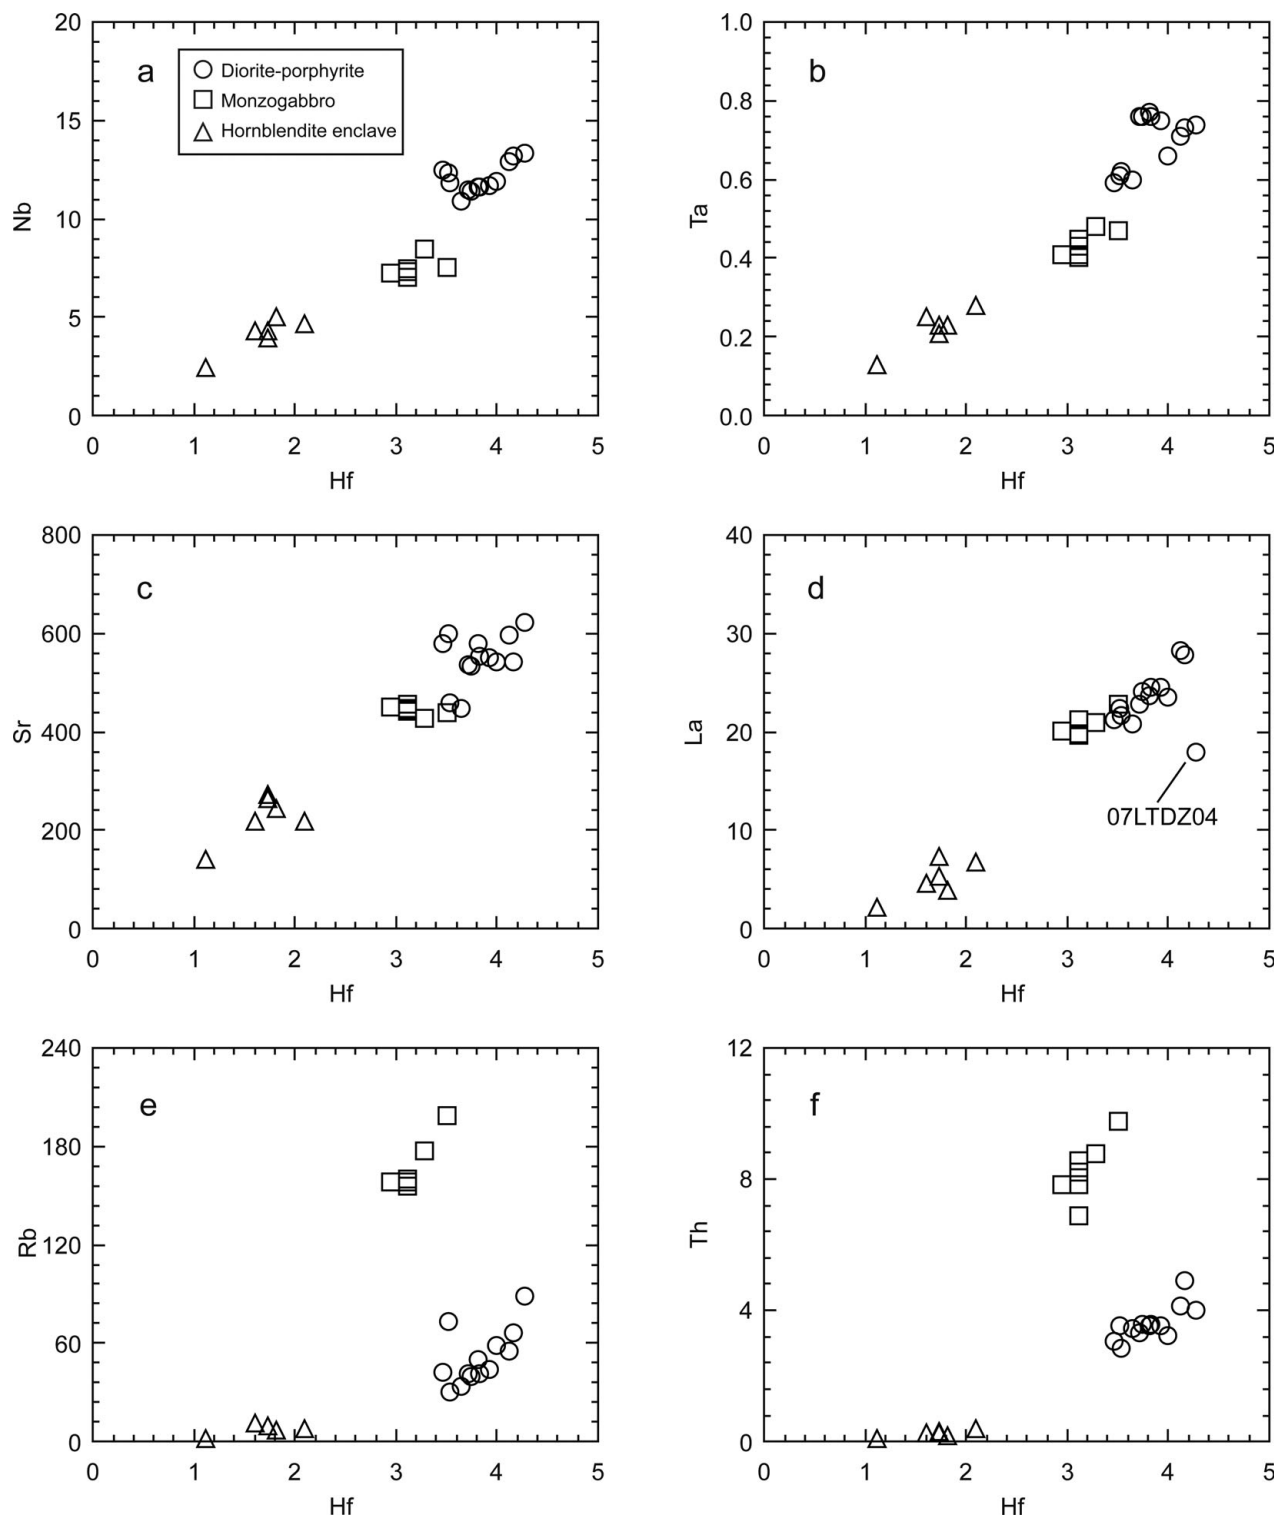 a
Diorite-porphyrite
Monzogabbro
Hornblendite enclave
20
15
10
5
0
Nb
0 1 2 3 4 5
Hf
b
1.0
0.8
0.6
0.4
0.2
0.0
Ta
0 1 2 3 4 5
Hf
c
800
600
400
200
0
Sr
0 1 2 3 4 5
Hf
d
40
30
20
10
0
La
07LTDZ04
0 1 2 3 4 5
Hf
e
240
180
120
60
0
Rb
0 1 2 3 4 5
Hf
f
12
8
4
0
Th
0 1 2 3 4 5
Hf